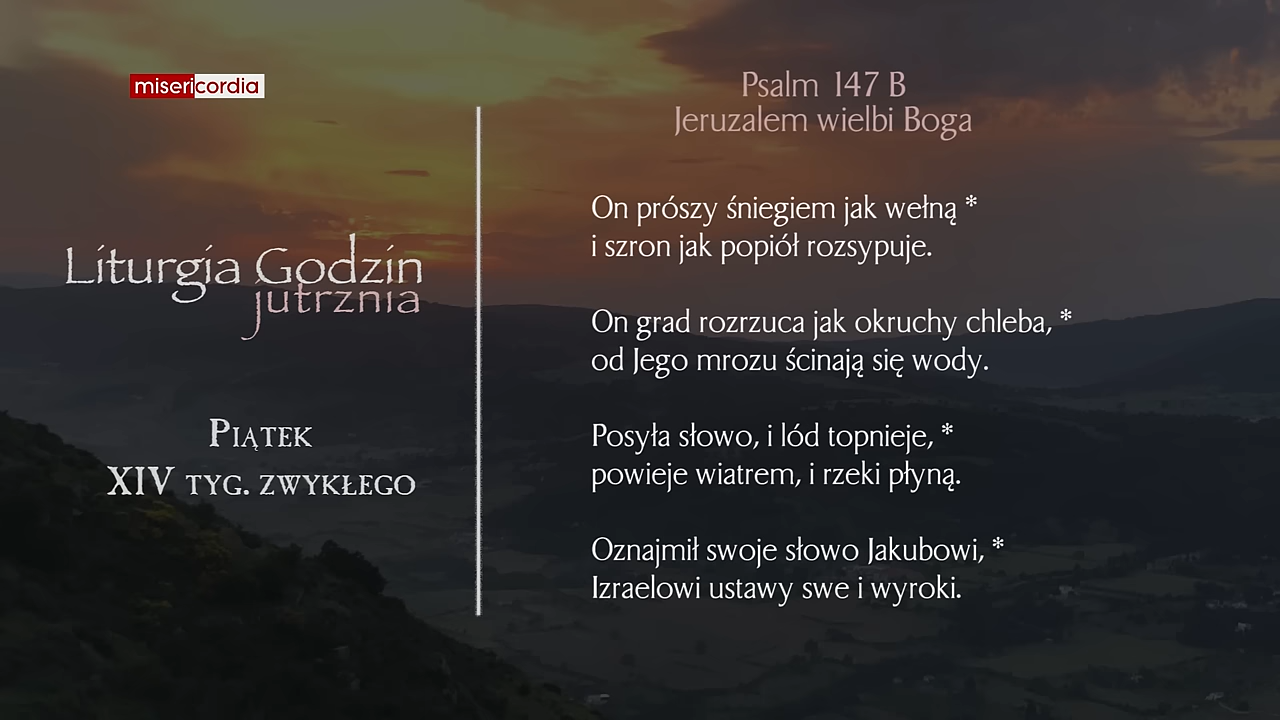 misericordia
Liturgia Godzin
jutrznia
Piątek
XIV tyg. zwykłego
Psalm 147 B
Jeruzalem wielbi Boga
On prószy śniegiem jak wełną *
i szron jak popiół rozsypuje.
On grad rozrzuca jak okruchy chleba, *
od Jego mrozu ścinają się wody.
Posyła słowo, i lód topnieje, *
powieje wiatrem, i rzeki płyną.
Oznajmił swoje słowo Jakubowi, *
Izraelowi ustawy swe i wyroki.